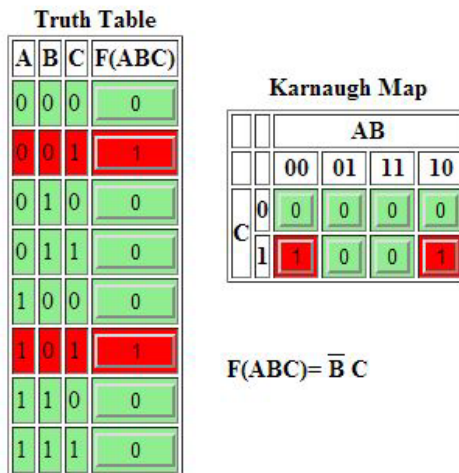 Truth Table
A B C F(ABC)
0 0 0 0
0 0 1 1
0 1 0 0
0 1 1 0
1 0 0 0
1 0 1 1
1 1 0 0
1 1 1 0
Karnaugh Map
AB
00 01 11 10
C 0 0 0 0 0
1 1 0 0 1
F(ABC)= B̅ C